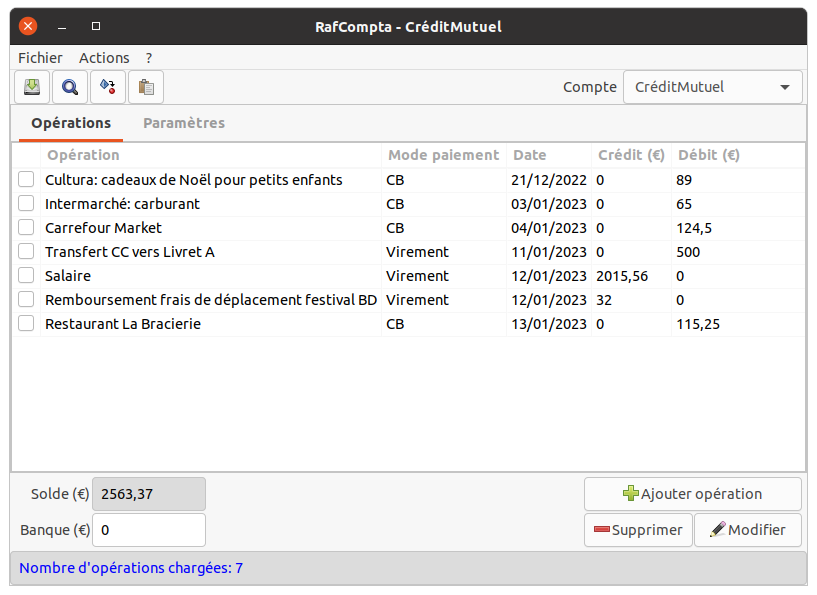 RafCompta - CréditMutuel
Fichier Actions ?
Compte CréditMutuel
Opérations Paramètres
Opération Mode paiement Date Crédit (€) Débit (€)
Cultura: cadeaux de Noël pour petits enfants CB 21/12/2022 0 89
Intermarché: carburant CB 03/01/2023 0 65
Carrefour Market CB 04/01/2023 0 124,5
Transfert CC vers Livret A Virement 11/01/2023 0 500
Salaire Virement 12/01/2023 2015,56 0
Remboursement frais de déplacement festival BD Virement 12/01/2023 32 0
Restaurant La Bracierie CB 13/01/2023 0 115,25
Solde (€) 2563,37 Ajouter opération
Banque (€) 0 Supprimer Modifier
Nombre d'opérations chargées: 7